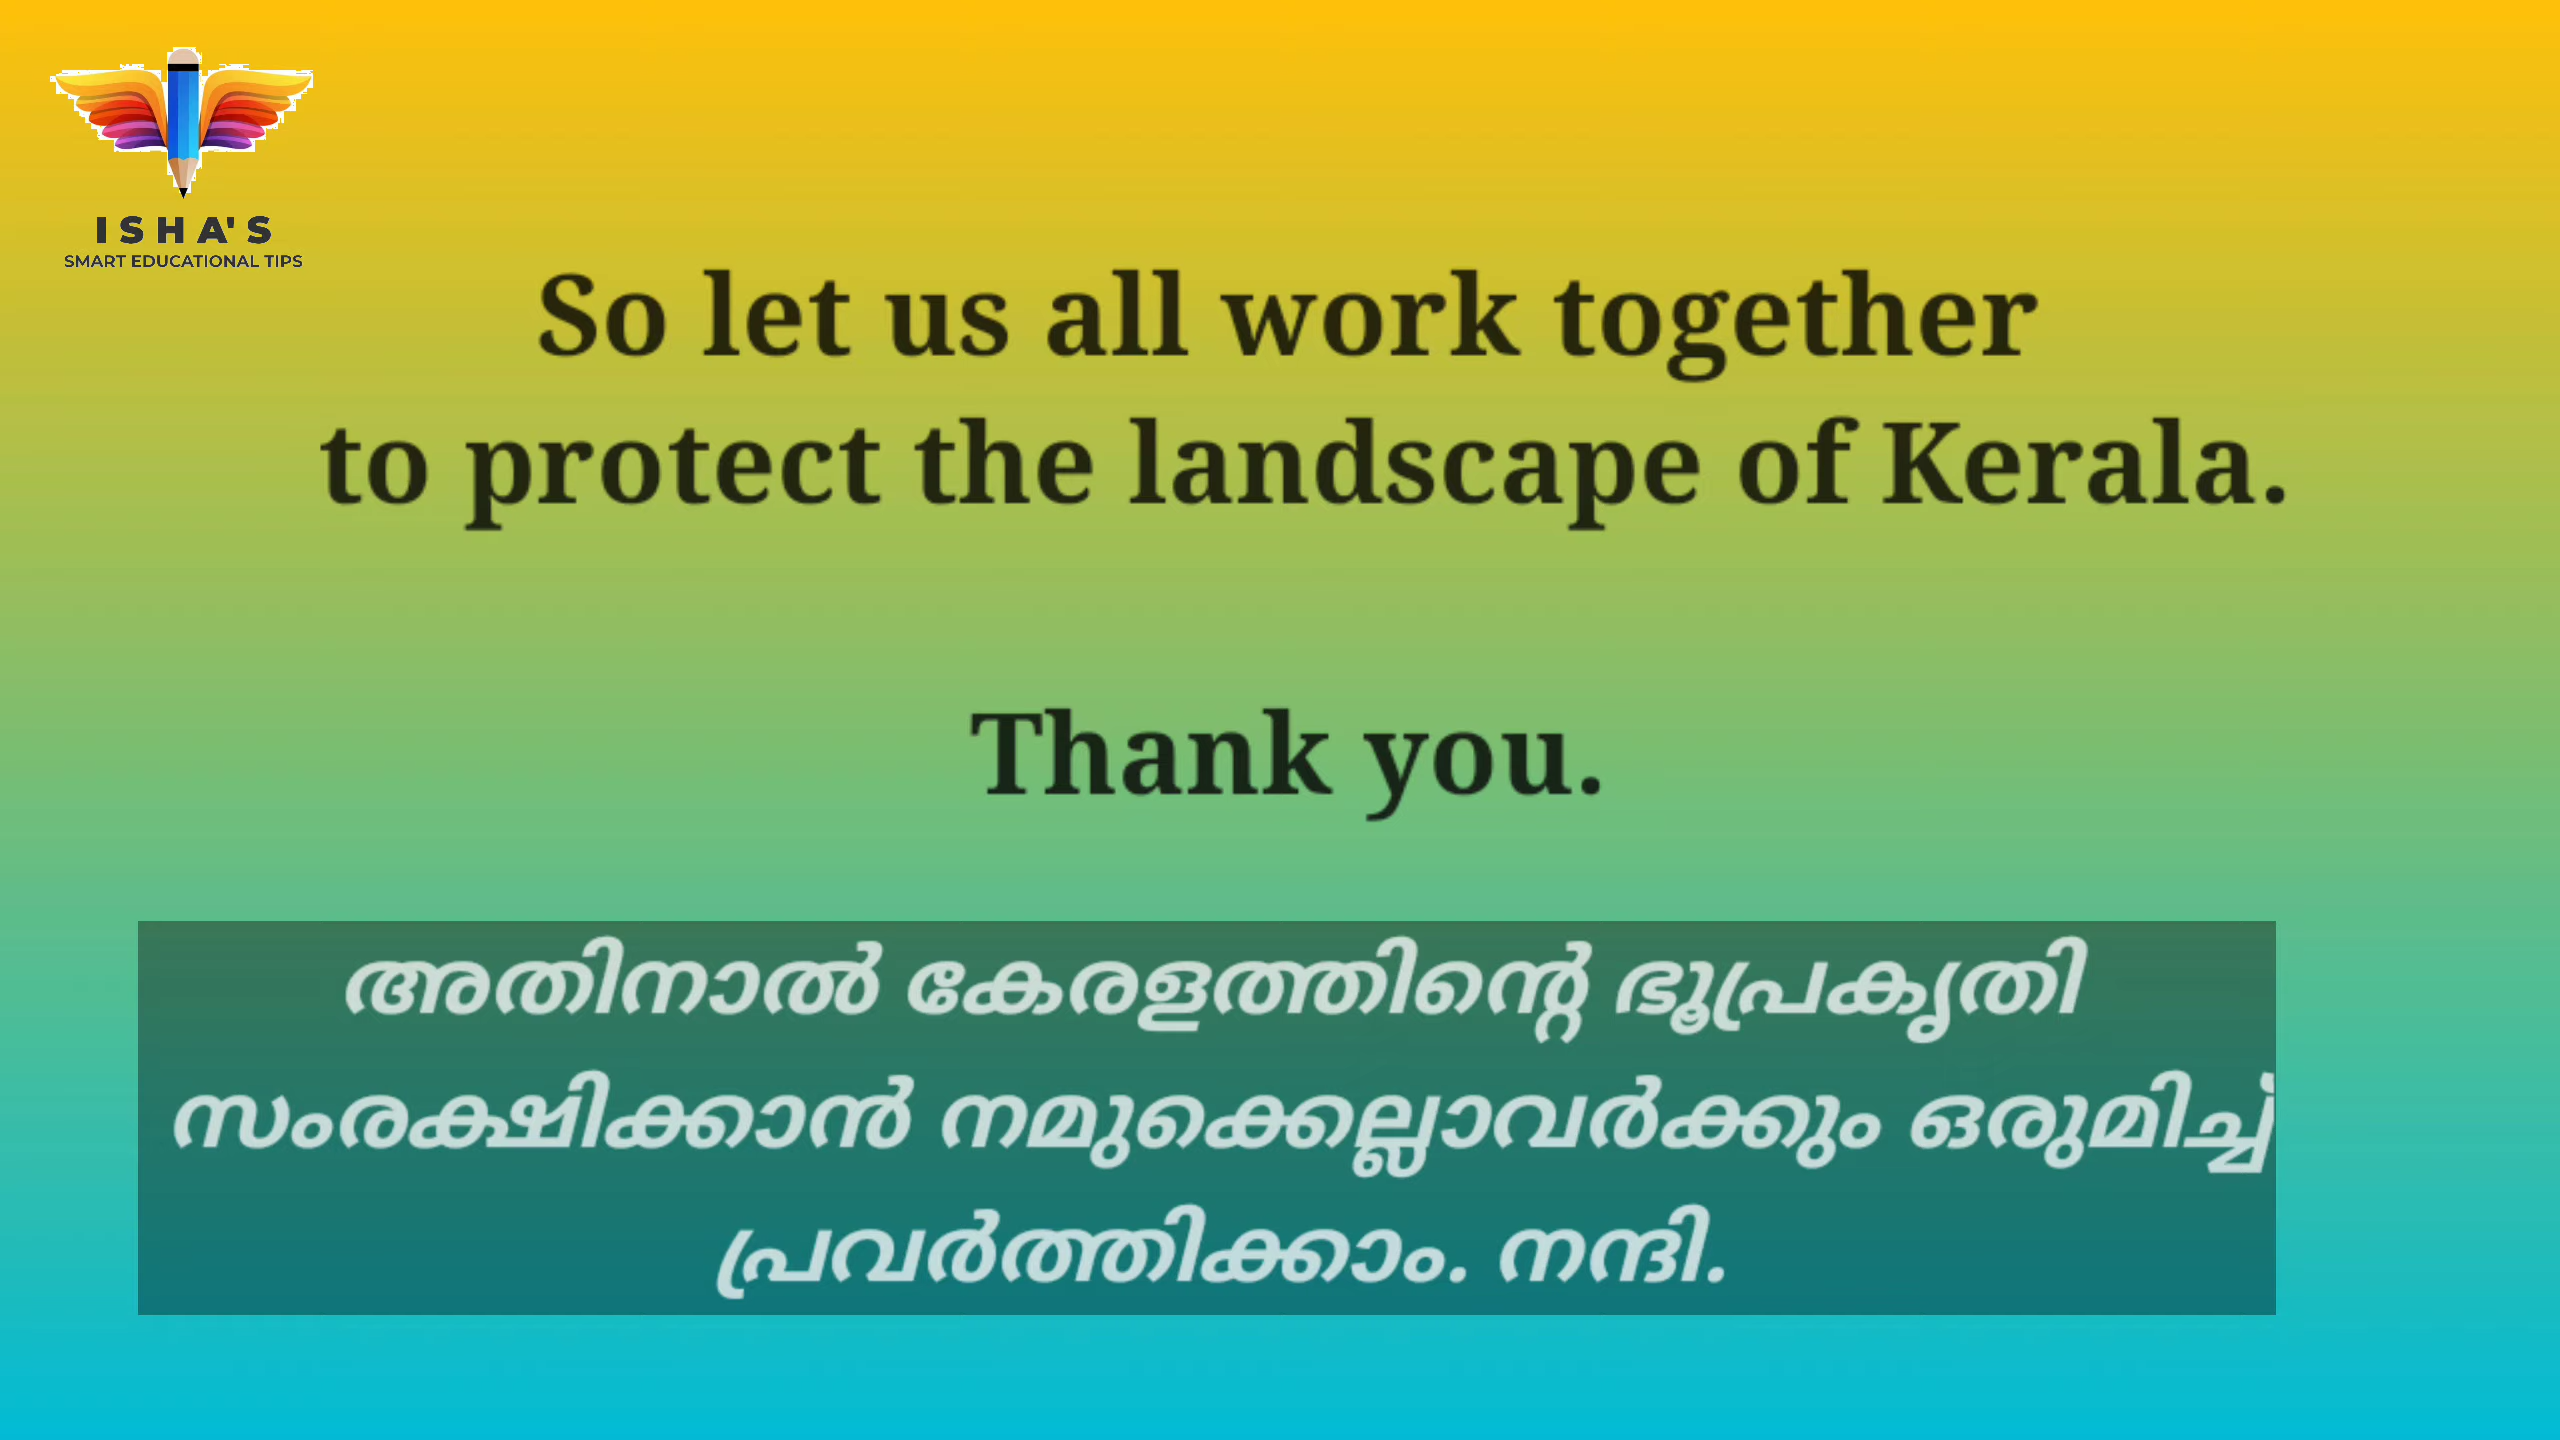 ISHA'S
SMART EDUCATIONAL TIPS
So let us all work together
to protect the landscape of Kerala.
Thank you.
അതിനാൽ കേരളത്തിന്റെ ഭൂപ്രകൃതി
സംരക്ഷിക്കാൻ നമുക്കെല്ലാവർക്കും ഒരുമിച്ച്
പ്രവർത്തിക്കാം. നന്ദി.